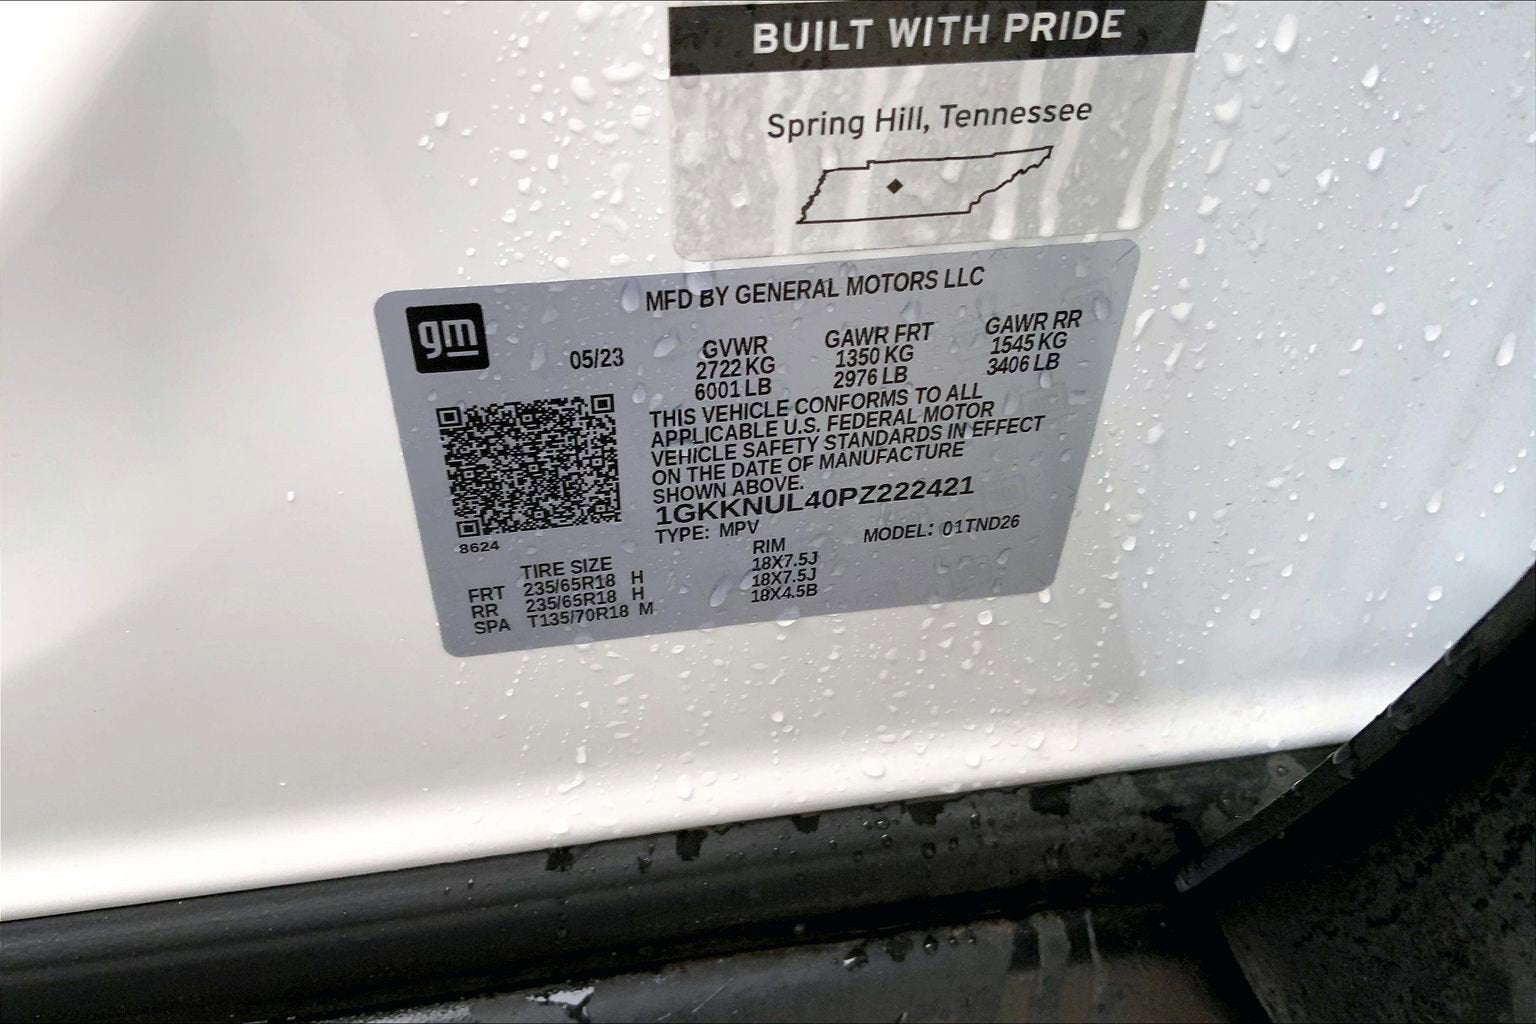 BUILT WITH PRIDE
Spring Hill, Tennessee
MFD BY GENERAL MOTORS LLC
gm
05/23
GVWR GAWR FRT GAWR RR
2722 KG 1350 KG 1545 KG
6001 LB 2976 LB 3406 LB
THIS VEHICLE CONFORMS TO ALL
APPLICABLE U.S. FEDERAL MOTOR
VEHICLE SAFETY STANDARDS IN EFFECT
ON THE DATE OF MANUFACTURE
SHOWN ABOVE.
1GKKNUL40PZ222421
TYPE: MPV MODEL: 01TND26
8624
TIRE SIZE RIM
FRT 235/65R18 H 18X7.5J
RR 235/65R18 H 18X7.5J
SPA T135/70R18 M 18X4.5B